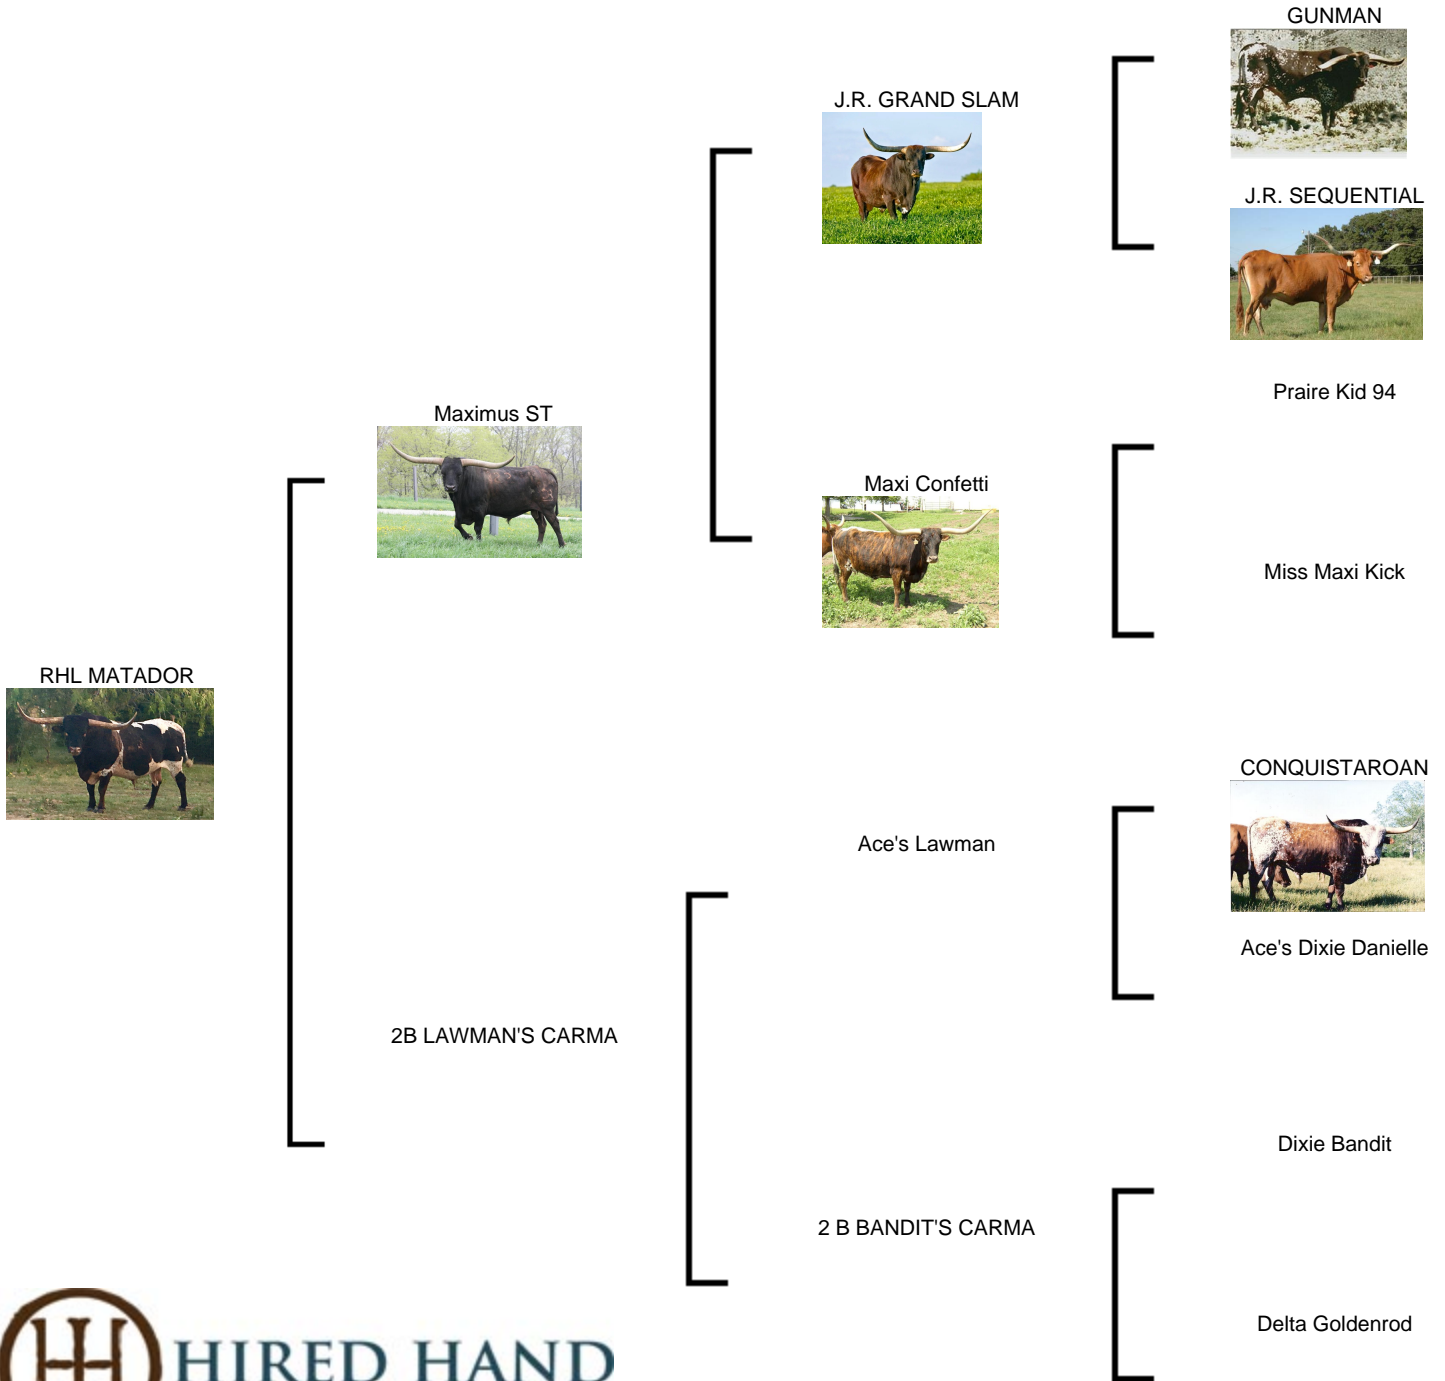 GUNMAN
J.R. GRAND SLAM
J.R. SEQUENTIAL
Praire Kid 94
Maximus ST
Maxi Confetti
Miss Maxi Kick
RHL MATADOR
CONQUISTAROAN
Ace's Lawman
Ace's Dixie Danielle
2B LAWMAN'S CARMA
Dixie Bandit
2 B BANDIT'S CARMA
Delta Goldenrod
HIRED HAND